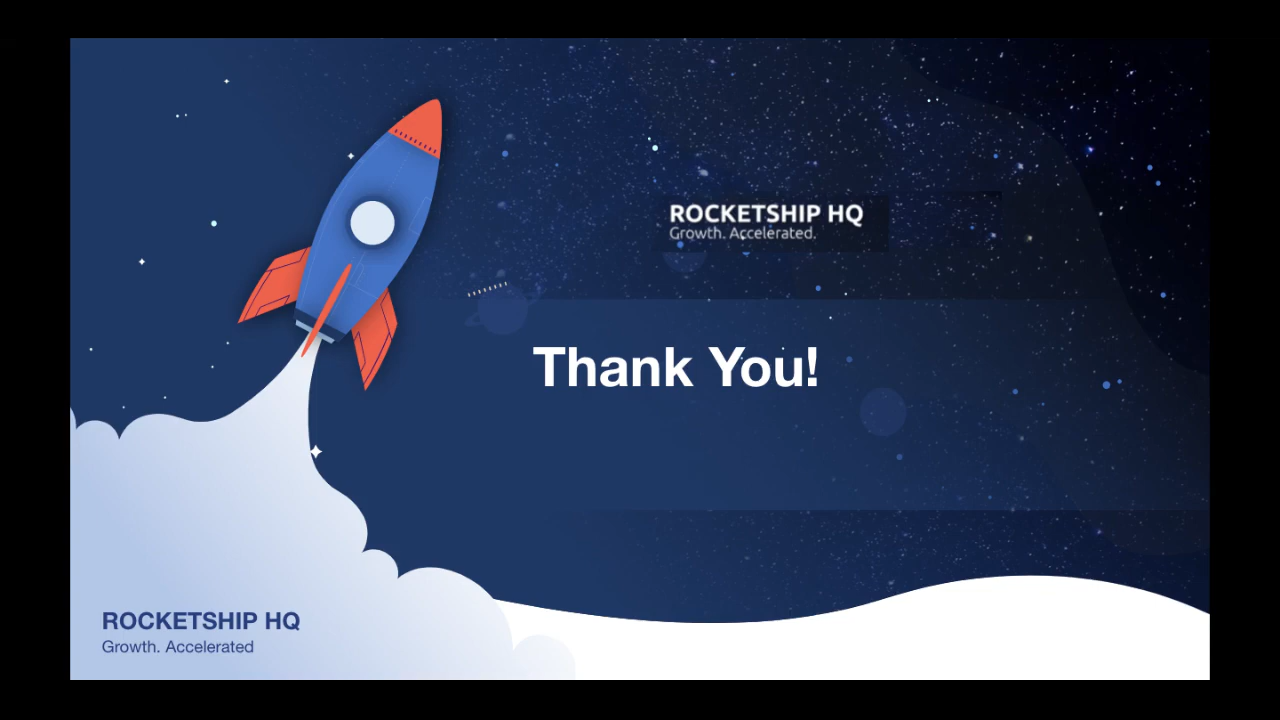 ROCKETSHIP HQ
Growth. Accelerated.
Thank You!
ROCKETSHIP HQ
Growth. Accelerated